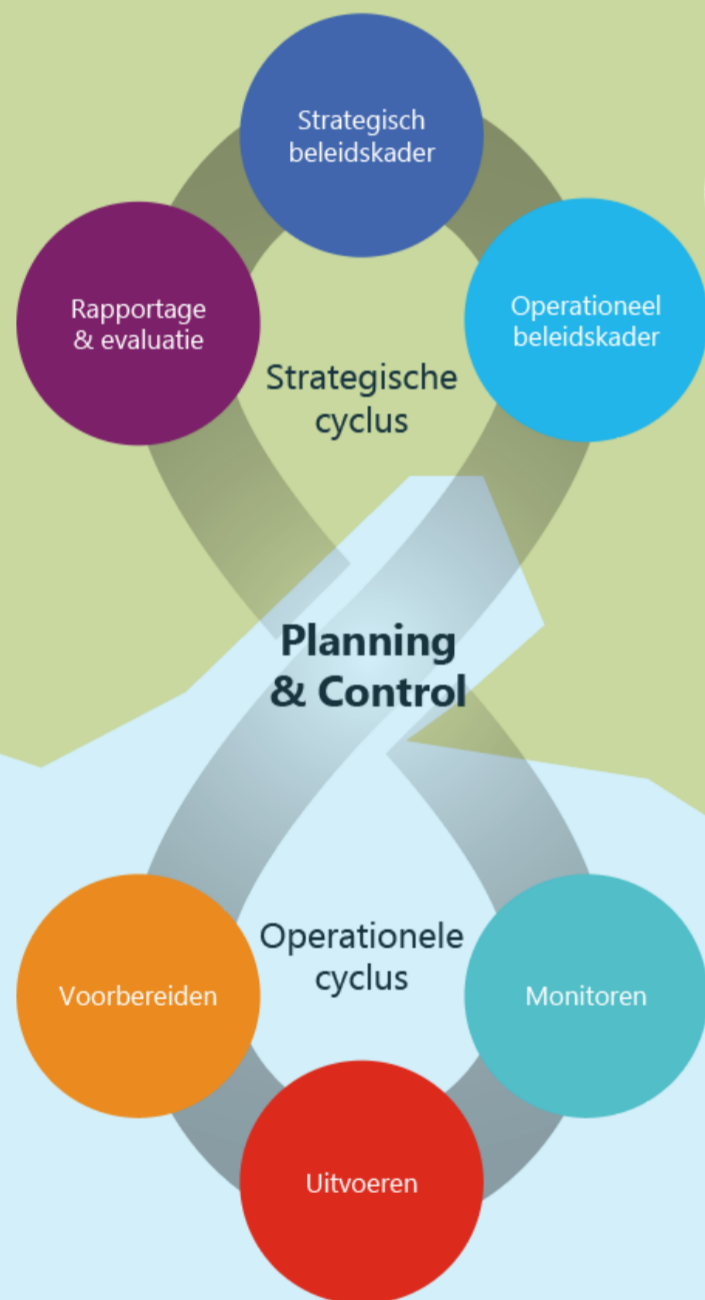 Strategisch
beleidskader
Rapportage
& evaluatie
Operationeel
beleidskader
Strategische
cyclus
Planning
& Control
Operationele
cyclus
Voorbereiden
Monitoren
Uitvoeren